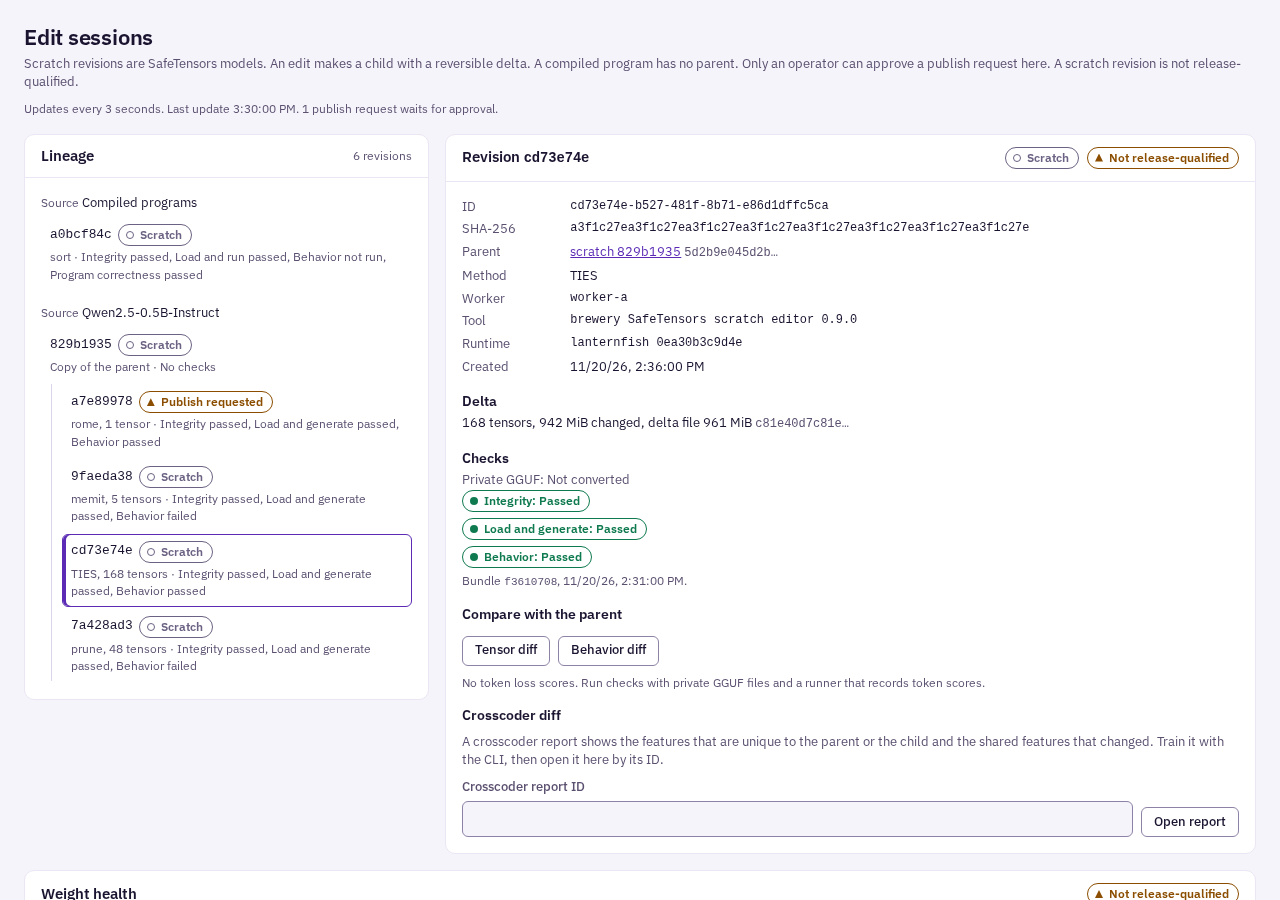 Edit sessions
Scratch revisions are SafeTensors models. An edit makes a child with a reversible delta. A compiled program has no parent. Only an operator can approve a publish request here. A scratch revision is not release-
qualified.
Updates every 3 seconds. Last update 3:30:00 PM. 1 publish request waits for approval.
Lineage
6 revisions
Source Compiled programs
a0bcf84c Scratch
sort · Integrity passed, Load and run passed, Behavior not run,
Program correctness passed
Source Qwen2.5-0.5B-Instruct
829b1935 Scratch
Copy of the parent · No checks
a7e89978 Publish requested
rome, 1 tensor · Integrity passed, Load and generate passed,
Behavior passed
9faeda38 Scratch
memit, 5 tensors · Integrity passed, Load and generate
passed, Behavior failed
cd73e74e Scratch
TIES, 168 tensors · Integrity passed, Load and generate
passed, Behavior passed
7a428ad3 Scratch
prune, 48 tensors · Integrity passed, Load and generate
passed, Behavior failed
Revision cd73e74e
Scratch
Not release-qualified
ID cd73e74e-b527-481f-8b71-e86d1dffc5ca
SHA-256 a3f1c27ea3f1c27ea3f1c27ea3f1c27ea3f1c27ea3f1c27ea3f1c27ea3f1c27e
Parent scratch 829b1935 5d2b9e045d2b…
Method TIES
Worker worker-a
Tool brewery SafeTensors scratch editor 0.9.0
Runtime lanternfish 0ea30b3c9d4e
Created 11/20/26, 2:36:00 PM
Delta
168 tensors, 942 MiB changed, delta file 961 MiB c81e40d7c81e…
Checks
Private GGUF: Not converted
Integrity: Passed
Load and generate: Passed
Behavior: Passed
Bundle f3610708, 11/20/26, 2:31:00 PM.
Compare with the parent
Tensor diff
Behavior diff
No token loss scores. Run checks with private GGUF files and a runner that records token scores.
Crosscoder diff
A crosscoder report shows the features that are unique to the parent or the child and the shared features that changed. Train it with
the CLI, then open it here by its ID.
Crosscoder report ID
Open report
Weight health
Not release-qualified